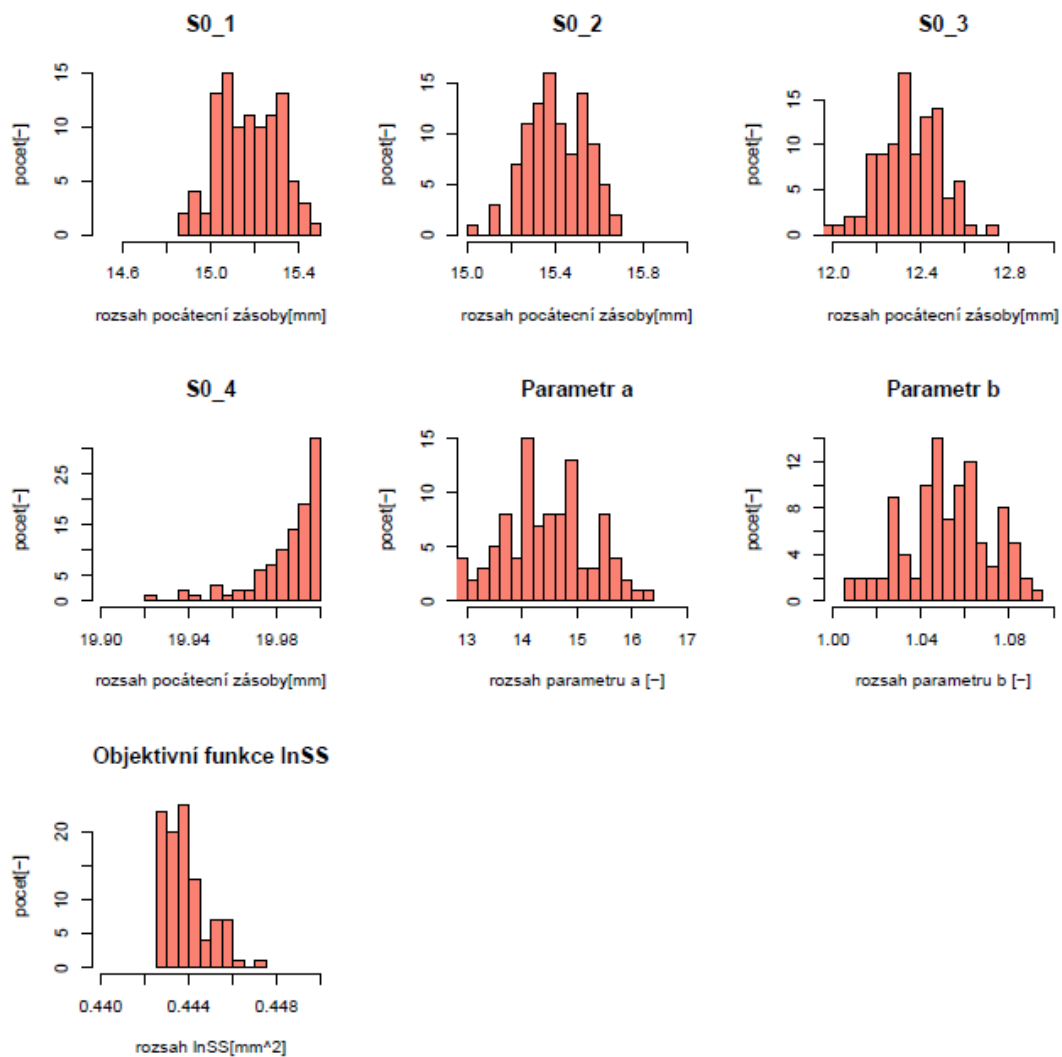 S0_1
S0_2
S0_3
pocet[−]
0 5 10 15
pocet[−]
0 5 10 15
pocet[−]
0 5 10 15
14.6 15.0 15.4
15.0 15.4 15.8
12.0 12.4 12.8
rozsah pocátecní zásoby[mm]
rozsah pocátecní zásoby[mm]
rozsah pocátecní zásoby[mm]
S0_4
Parametr a
Parametr b
pocet[−]
0 5 15 25
pocet[−]
0 5 10 15
pocet[−]
0 4 8 12
19.90 19.94 19.98
13 14 15 16 17
1.00 1.04 1.08
rozsah pocátecní zásoby[mm]
rozsah parametru a [−]
rozsah parametru b [−]
Objektivní funkce lnSS
pocet[−]
0 5 10 20
0.440 0.444 0.448
rozsah lnSS[mm^2]